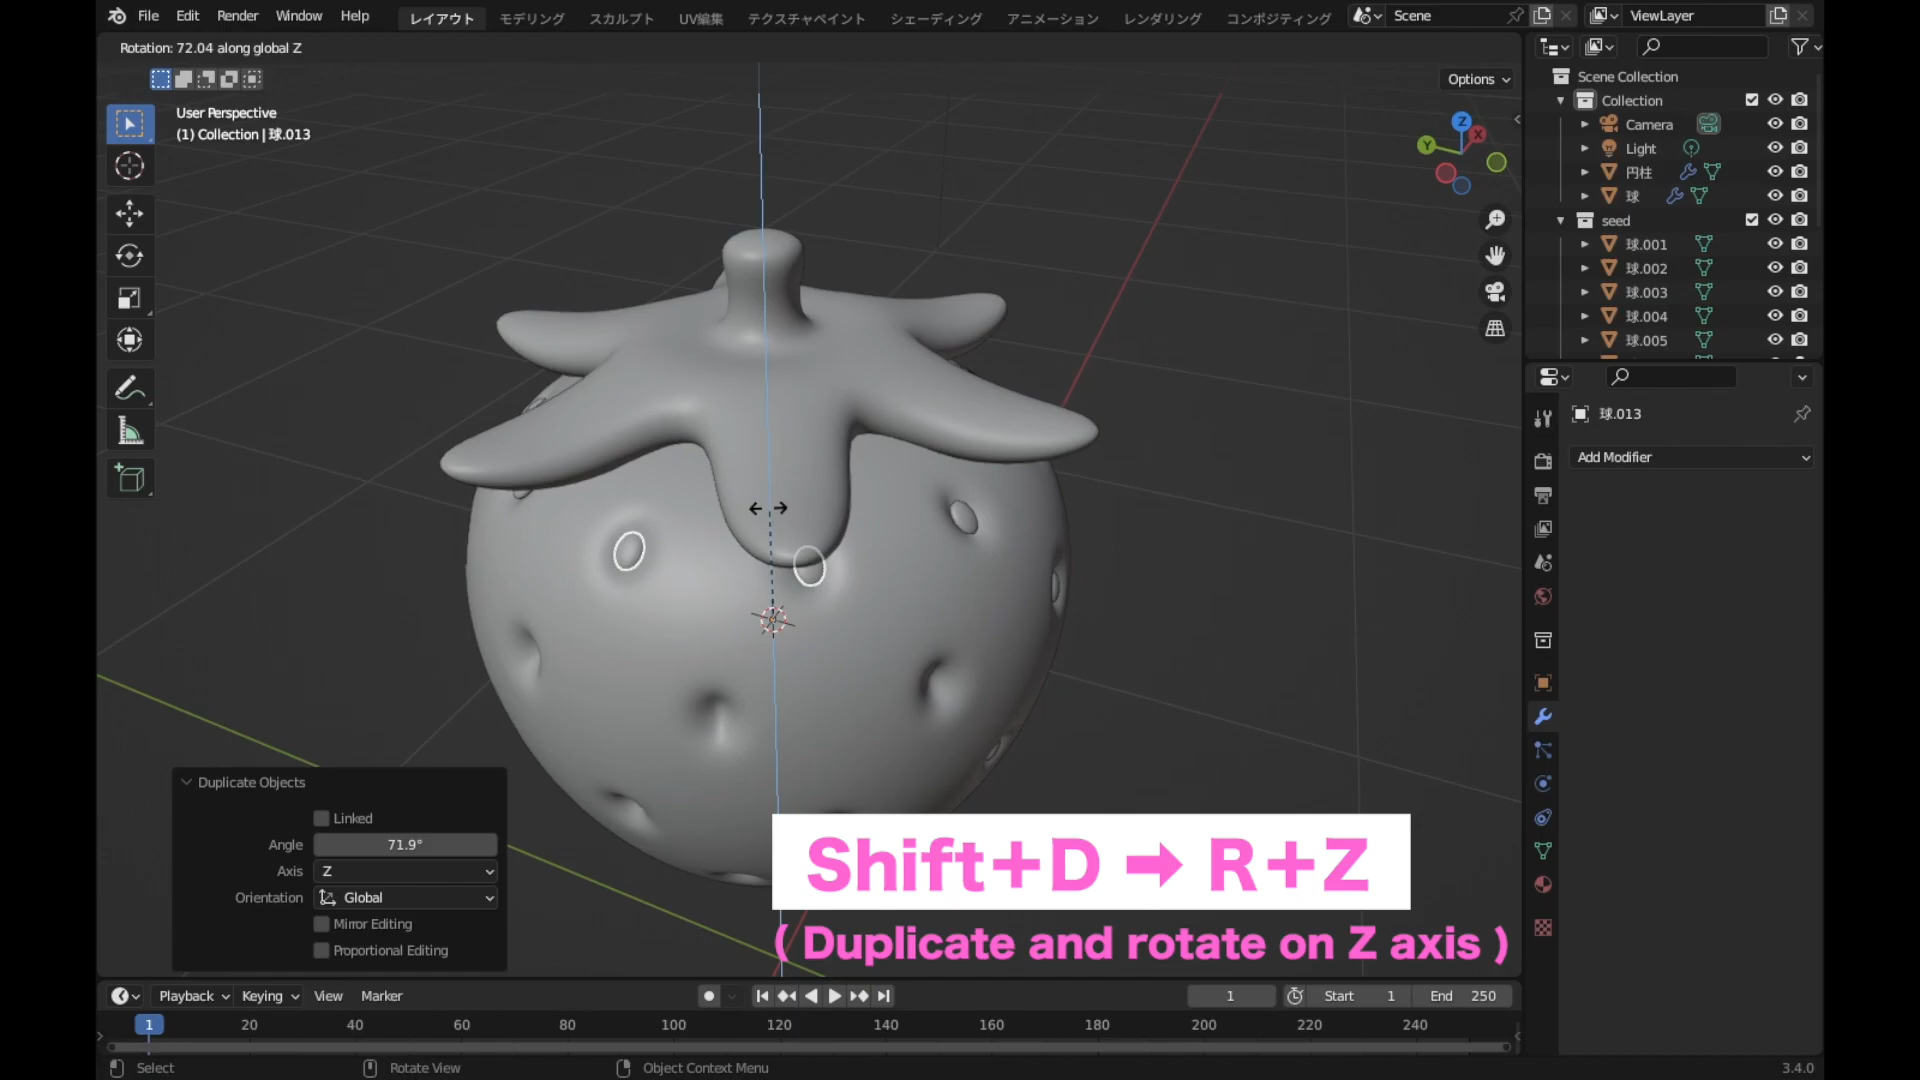 File Edit Render Window Help レイアウト モデリング スカルプト UV編集 テクスチャペイント シェーディング アニメーション レンダリング コンポジティング Scene ViewLayer
Rotation: 72.04 along global Z
Options
User Perspective
(1) Collection | 球.013
Z
X
Y
Scene Collection
Collection
Camera
Light
円柱
球
seed
球.001
球.002
球.003
球.004
球.005
球.013
Add Modifier
Duplicate Objects
Linked
Angle 71.9°
Axis Z
Orientation Global
Mirror Editing
Proportional Editing
Shift+D ➡ R+Z
( Duplicate and rotate on Z axis )
Playback Keying View Marker 1 Start 1 End 250
1 20 40 60 80 100 120 140 160 180 200 220 240
Select Rotate View Object Context Menu 3.4.0